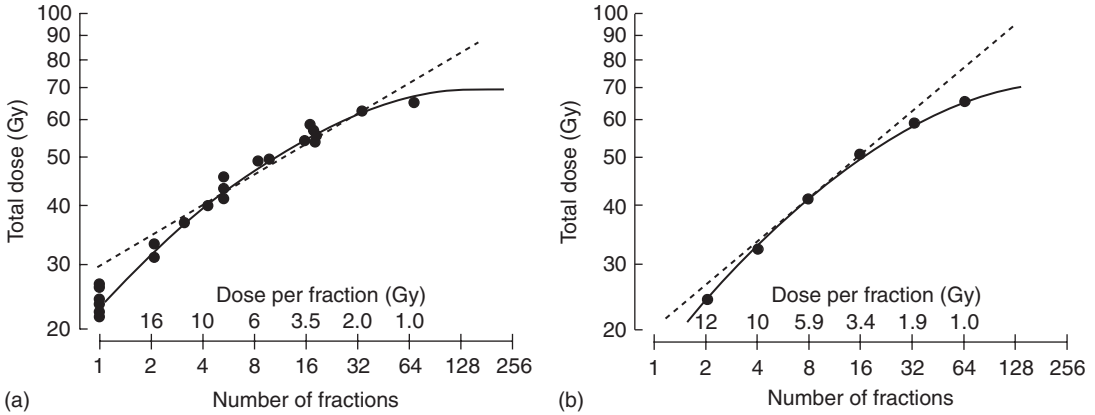 100
90
80
70
60
50
40
30
20
Total dose (Gy)
Dose per fraction (Gy)
16 10 6 3.5 2.0 1.0
1 2 4 8 16 32 64 128 256
Number of fractions
(a)
100
90
80
70
60
50
40
30
20
Total dose (Gy)
Dose per fraction (Gy)
12 10 5.9 3.4 1.9 1.0
1 2 4 8 16 32 64 128 256
Number of fractions
(b)